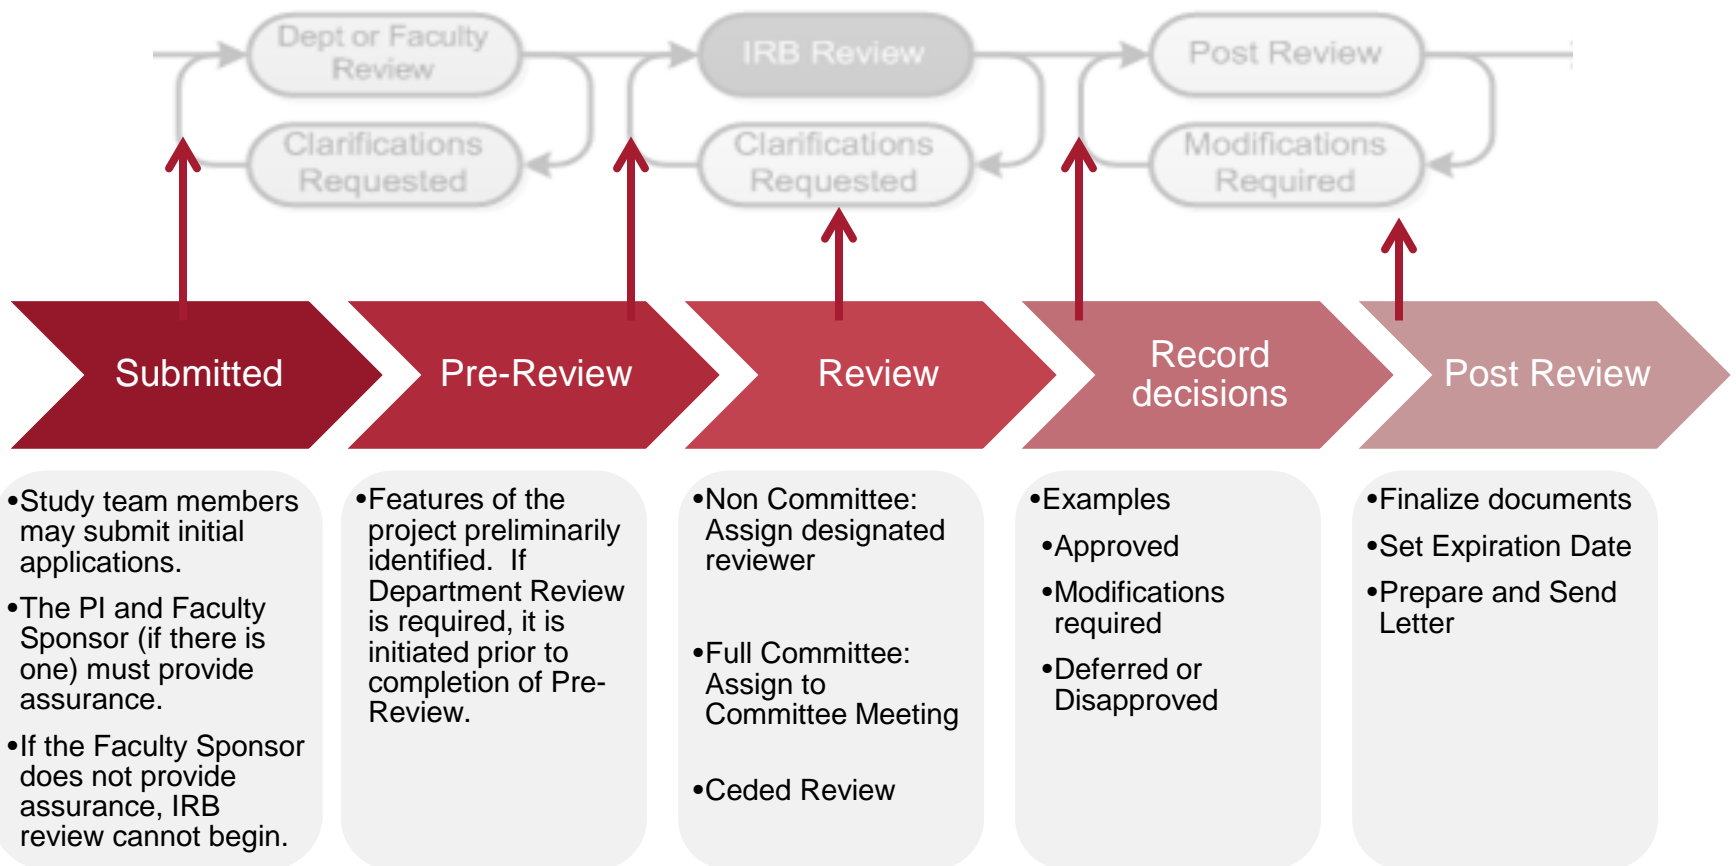 Dept or Faculty
Review
IRB Review
Post Review
Clarifications
Requested
Clarifications
Requested
Modifications
Required
Submitted
Pre-Review
Review
Record
decisions
Post Review
•Study team members
may submit initial
applications.
•The PI and Faculty
Sponsor (if there is
one) must provide
assurance.
•If the Faculty Sponsor
does not provide
assurance, IRB
review cannot begin.
•Features of the
project preliminarily
identified.  If
Department Review
is required, it is
initiated prior to
completion of Pre-
Review.
•Non Committee:
Assign designated
reviewer
•Full Committee:
Assign to
Committee Meeting
•Ceded Review
•Examples
•Approved
•Modifications
required
•Deferred or
Disapproved
•Finalize documents
•Set Expiration Date
•Prepare and Send
Letter